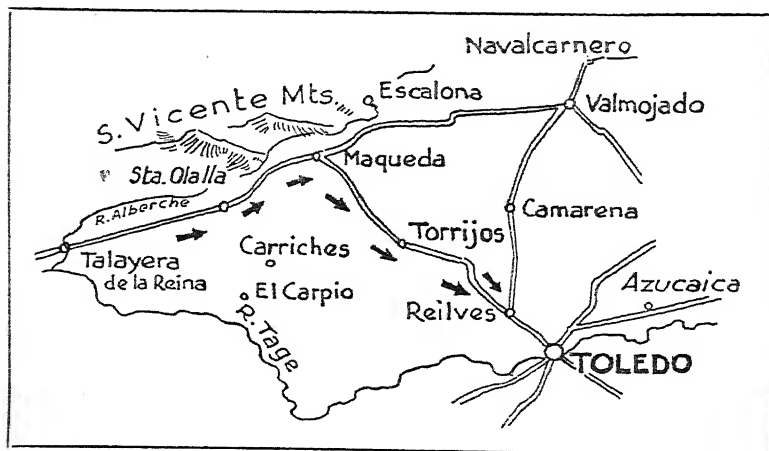 Navalcarnero
S. Vicente Mts.
Escalona
Valmojado
Maqueda
Sta. Olalla
R. Alberche
Camarena
Torrijos
Carriches
Talayera
de la Reina
El Carpio
Azucaica
Reilves
R. Tage
TOLEDO